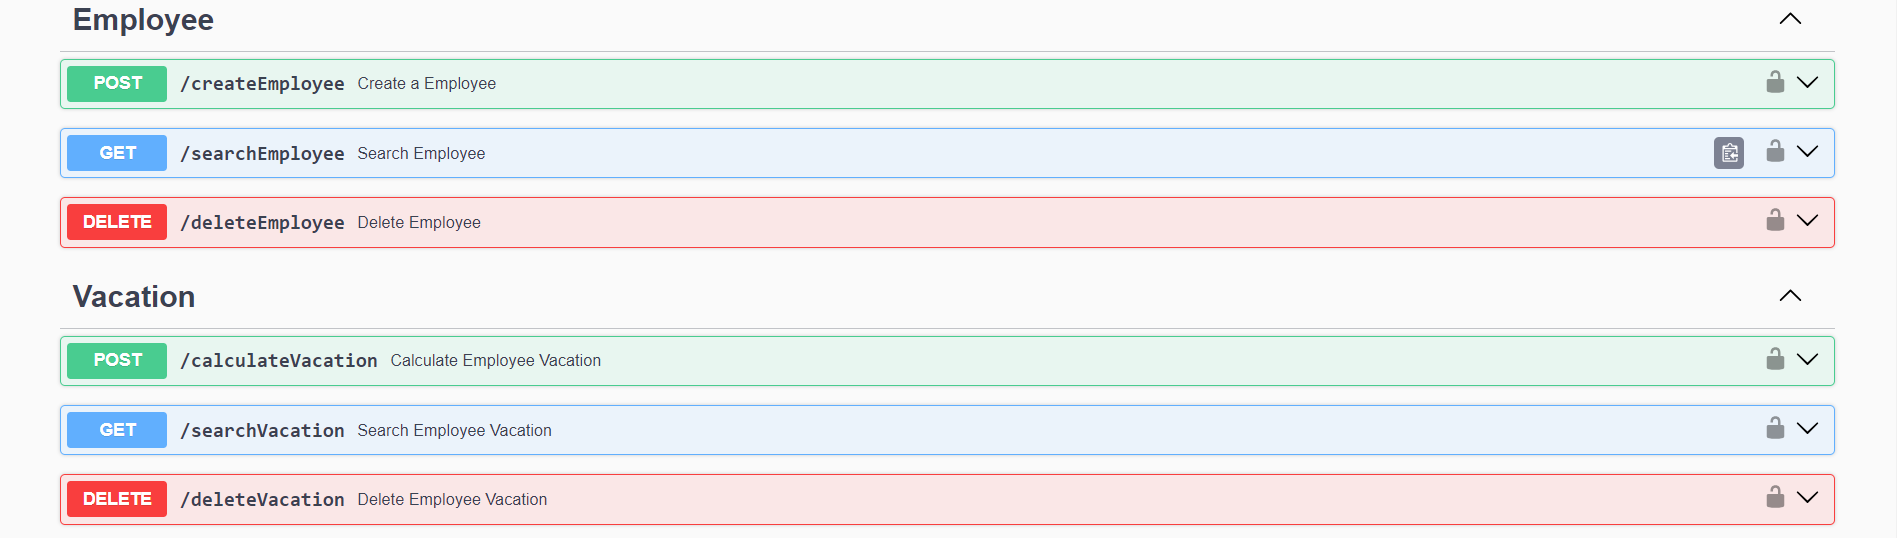 Employee
POST /createEmployee Create a Employee
GET /searchEmployee Search Employee
DELETE /deleteEmployee Delete Employee
Vacation
POST /calculateVacation Calculate Employee Vacation
GET /searchVacation Search Employee Vacation
DELETE /deleteVacation Delete Employee Vacation